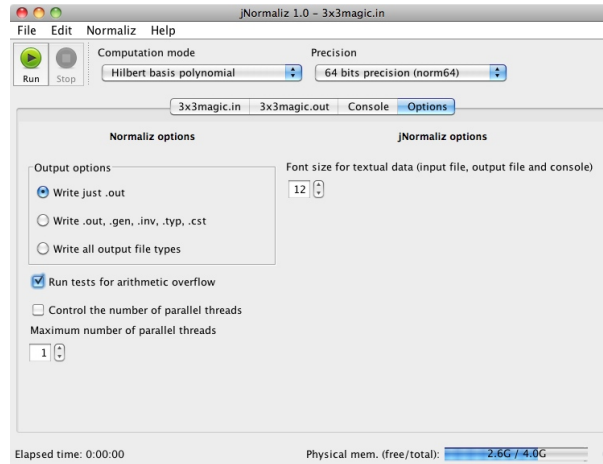 jNormaliz 1.0 – 3x3magic.in
File Edit Normaliz Help
Run Stop
Computation mode
Hilbert basis polynomial
Precision
64 bits precision (norm64)
3x3magic.in 3x3magic.out Console Options
Normaliz options
Output options
Write just .out
Write .out, .gen, .inv, .typ, .cst
Write all output file types
Run tests for arithmetic overflow
Control the number of parallel threads
Maximum number of parallel threads
1
jNormaliz options
Font size for textual data (input file, output file and console)
12
Elapsed time: 0:00:00
Physical mem. (free/total): 2.6G / 4.0G